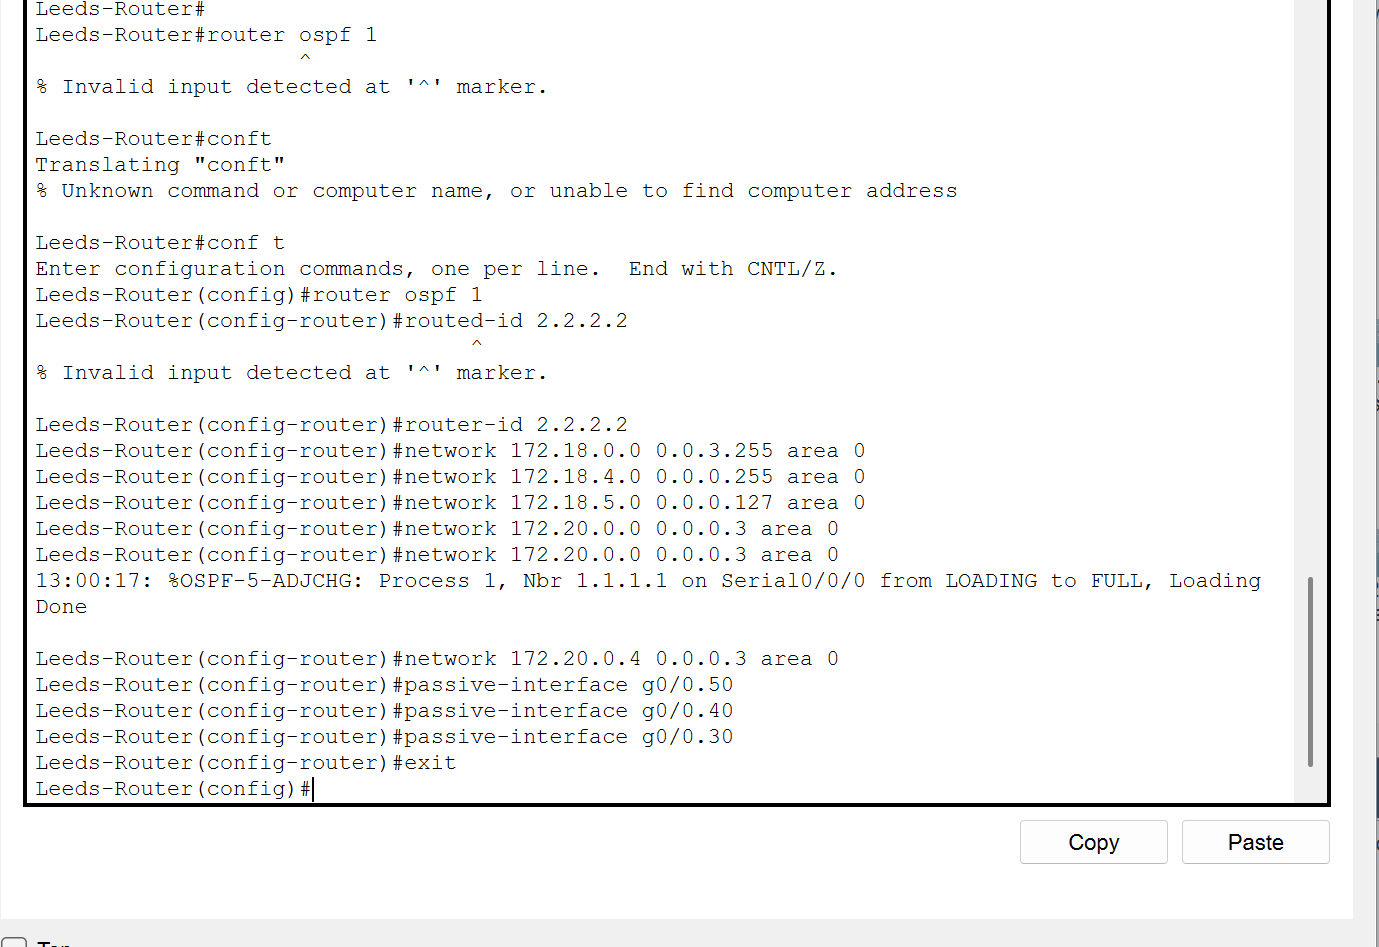 Leeds-Router#
Leeds-Router#router ospf 1
^
% Invalid input detected at '^' marker.
Leeds-Router#conft
Translating "conft"
% Unknown command or computer name, or unable to find computer address
Leeds-Router#conf t
Enter configuration commands, one per line.  End with CNTL/Z.
Leeds-Router(config)#router ospf 1
Leeds-Router(config-router)#routed-id 2.2.2.2
^
% Invalid input detected at '^' marker.
Leeds-Router(config-router)#router-id 2.2.2.2
Leeds-Router(config-router)#network 172.18.0.0 0.0.3.255 area 0
Leeds-Router(config-router)#network 172.18.4.0 0.0.0.255 area 0
Leeds-Router(config-router)#network 172.18.5.0 0.0.0.127 area 0
Leeds-Router(config-router)#network 172.20.0.0 0.0.0.3 area 0
Leeds-Router(config-router)#network 172.20.0.0 0.0.0.3 area 0
13:00:17: %OSPF-5-ADJCHG: Process 1, Nbr 1.1.1.1 on Serial0/0/0 from LOADING to FULL, Loading
Done
Leeds-Router(config-router)#network 172.20.0.4 0.0.0.3 area 0
Leeds-Router(config-router)#passive-interface g0/0.50
Leeds-Router(config-router)#passive-interface g0/0.40
Leeds-Router(config-router)#passive-interface g0/0.30
Leeds-Router(config-router)#exit
Leeds-Router(config)#
Copy
Paste